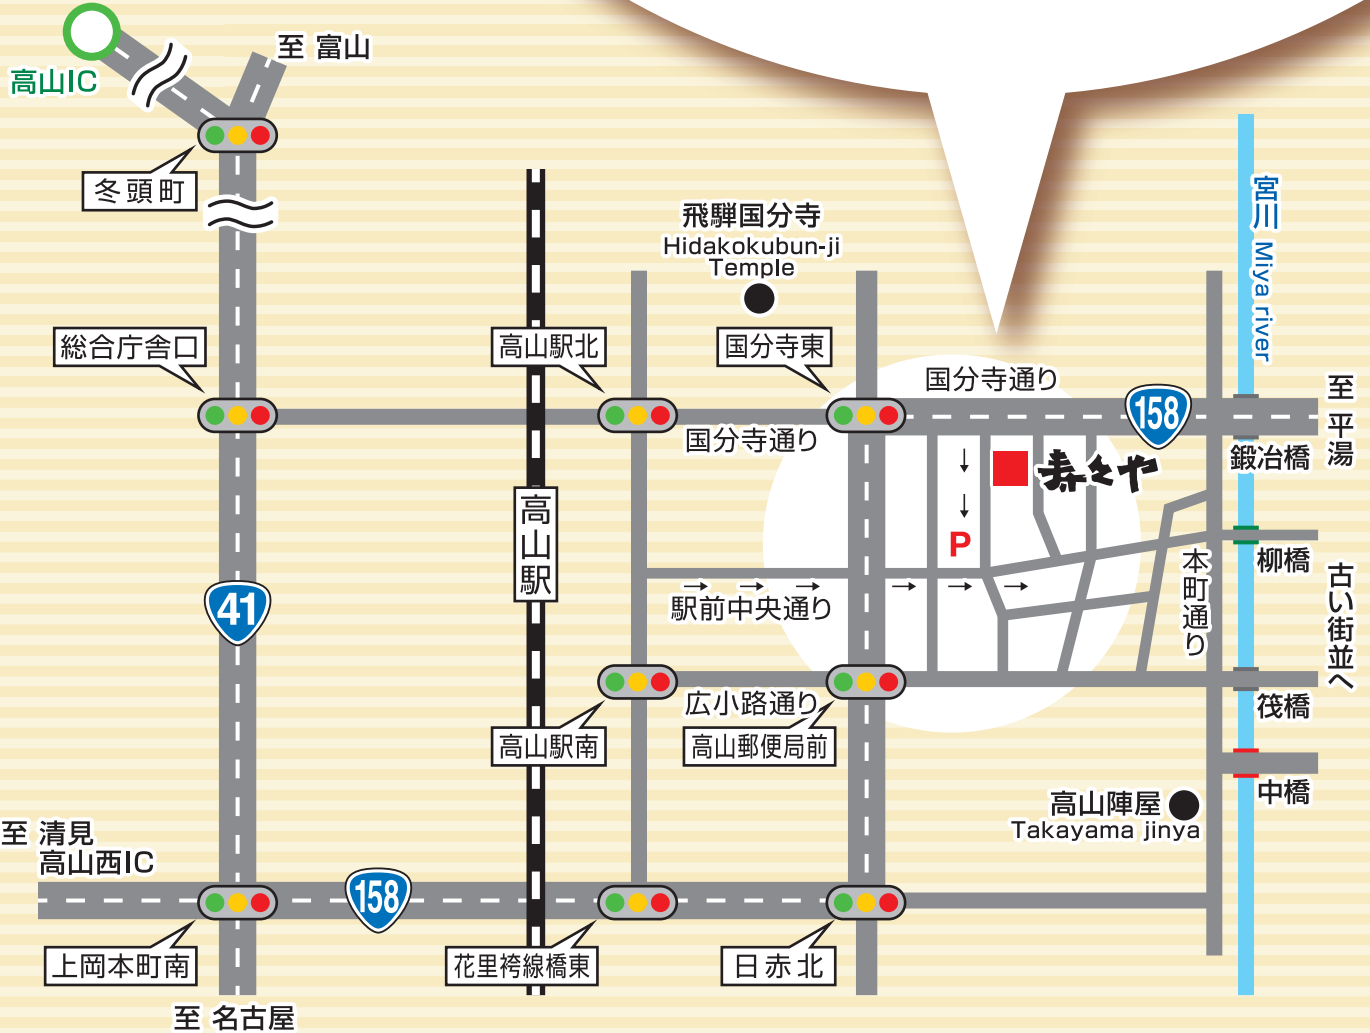 至 富山
高山IC
冬頭町
飛騨国分寺
Hidakokubun-ji
Temple
宮川 Miya river
総合庁舎口
高山駅北
国分寺東
国分寺通り
158
至 平湯
国分寺通り
鍛冶橋
寿々や
高山駅
P
柳橋
本町通り
古い街並へ
41
駅前中央通り
広小路通り
筏橋
高山駅南
高山郵便局前
中橋
高山陣屋
Takayama jinya
至 清見
高山西IC
158
上岡本町南
花里袴線橋東
日赤北
至 名古屋